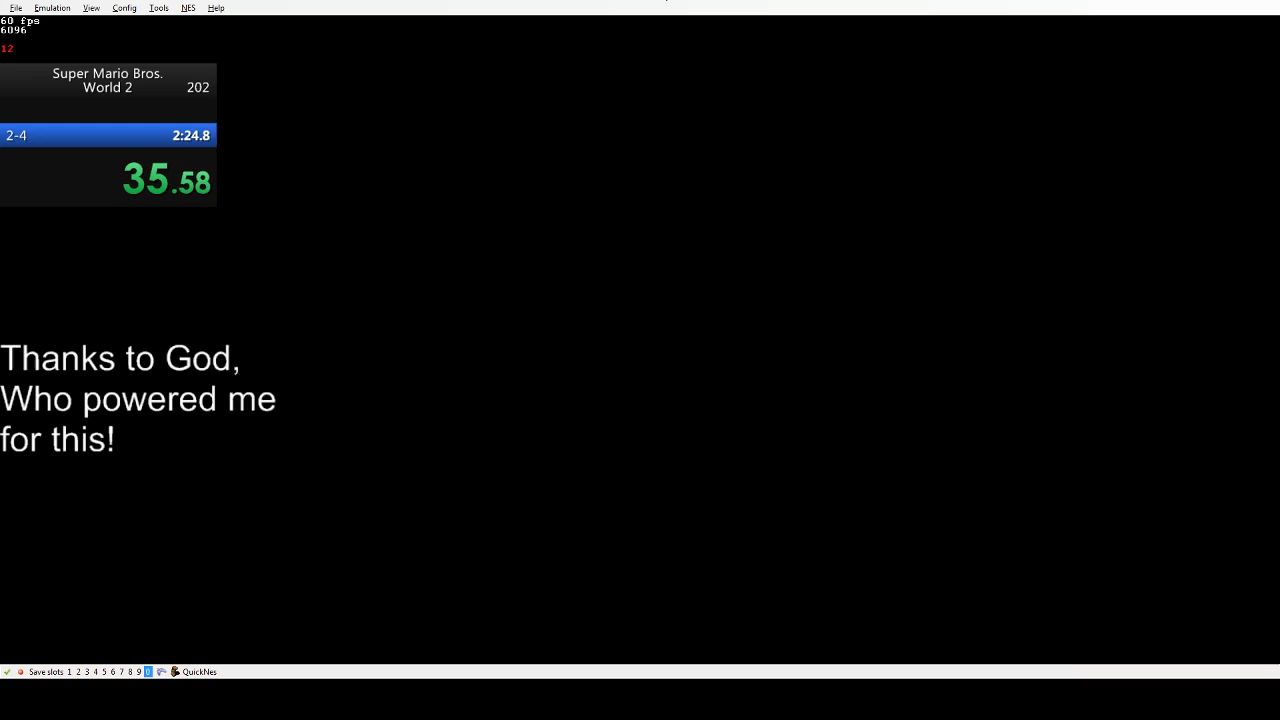 File Emulation View Config Tools NES Help
60 fps
6096
12
Super Mario Bros.
World 2 202
2-4 2:24.8
35.58
Thanks to God,
Who powered me
for this!
Save slots 1 2 3 4 5 6 7 8 9 0 QuickNes